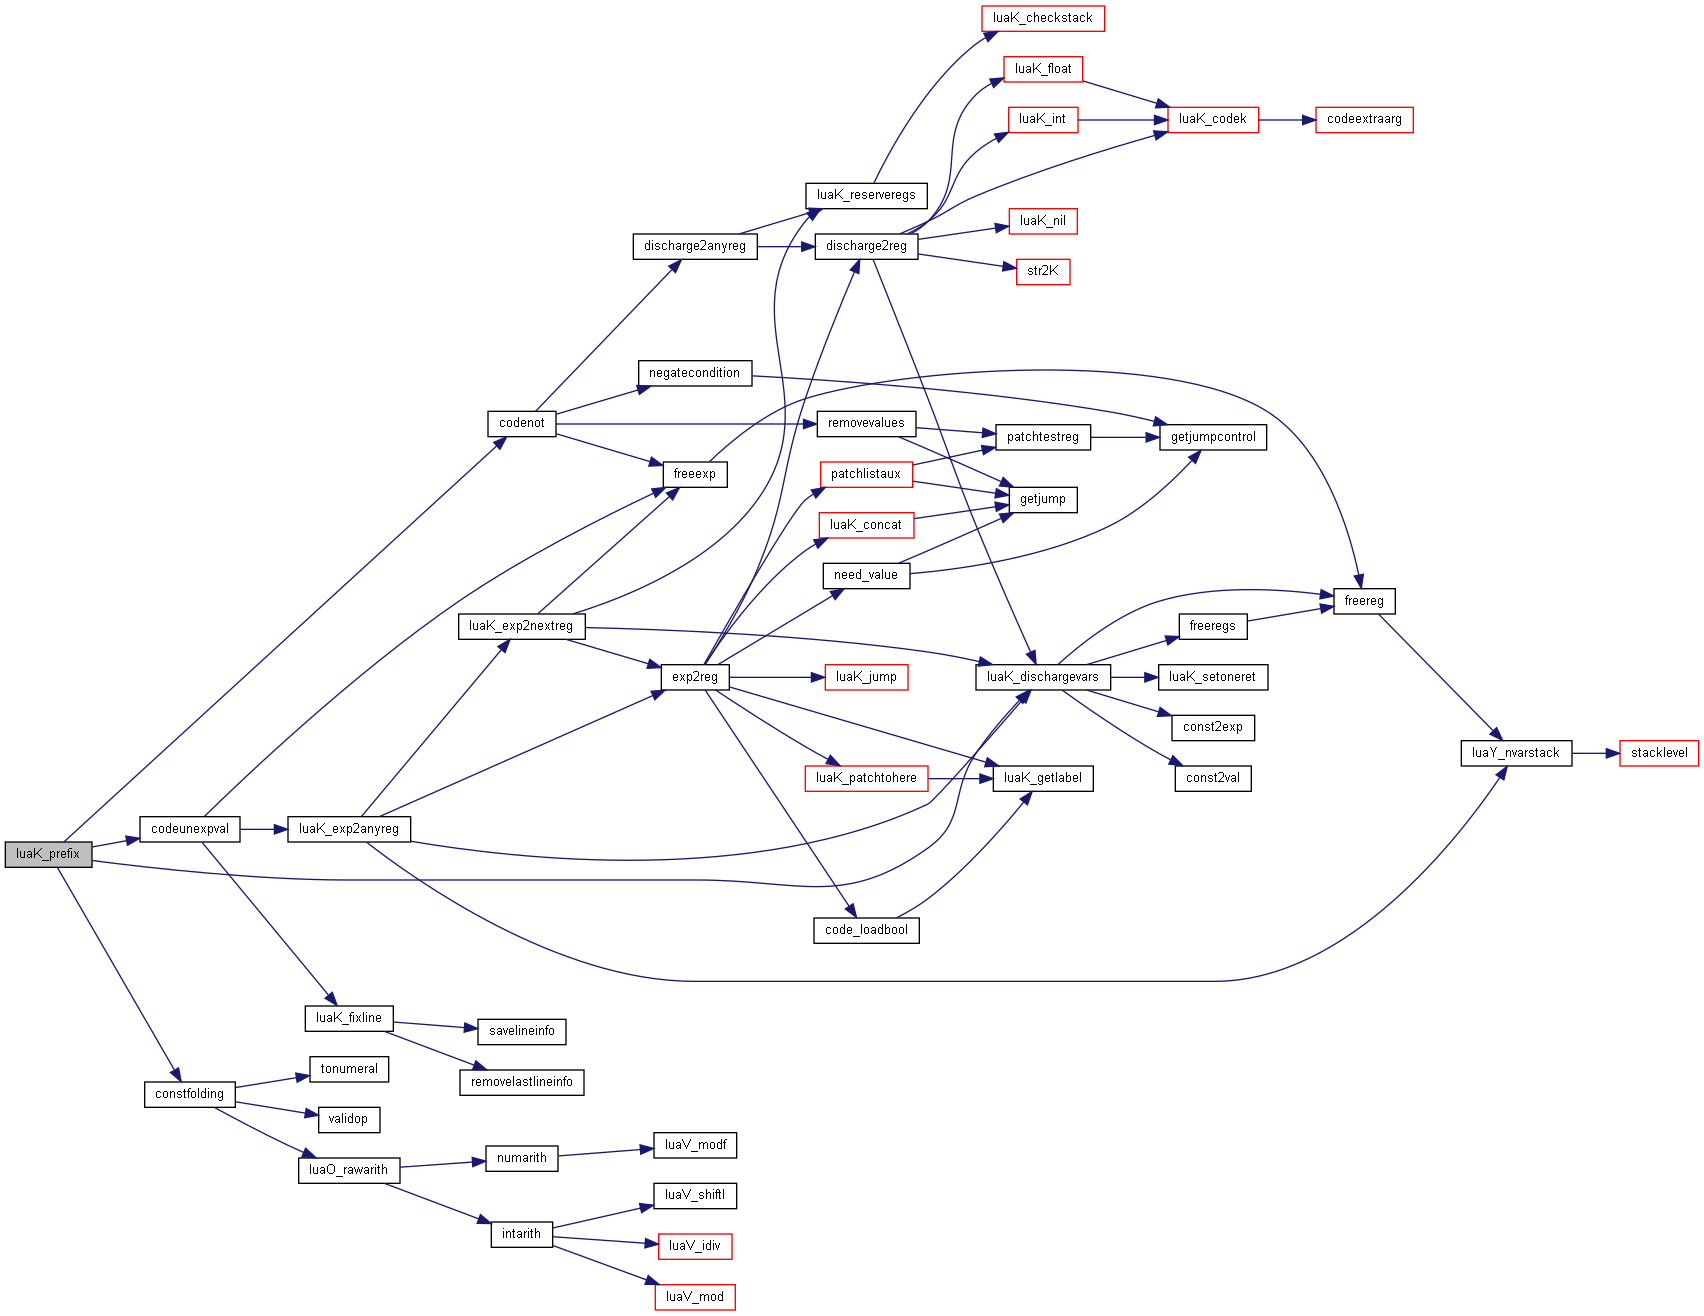 luaK_checkstack
luaK_float
luaK_int
luaK_codek
codeextraarg
luaK_reserveregs
luaK_nil
discharge2anyreg
discharge2reg
str2K
negatecondition
codenot
removevalues
patchtestreg
getjumpcontrol
freeexp
patchlistaux
getjump
luaK_concat
need_value
freereg
luaK_exp2nextreg
freeregs
exp2reg
luaK_jump
luaK_dischargevars
luaK_setoneret
const2exp
luaY_nvarstack
stacklevel
luaK_patchtohere
luaK_getlabel
const2val
codeunexpval
luaK_exp2anyreg
luaK_prefix
code_loadbool
luaK_fixline
savelineinfo
tonumeral
removelastlineinfo
constfolding
validop
luaO_rawarith
numarith
luaV_modf
luaV_shiftl
intarith
luaV_idiv
luaV_mod